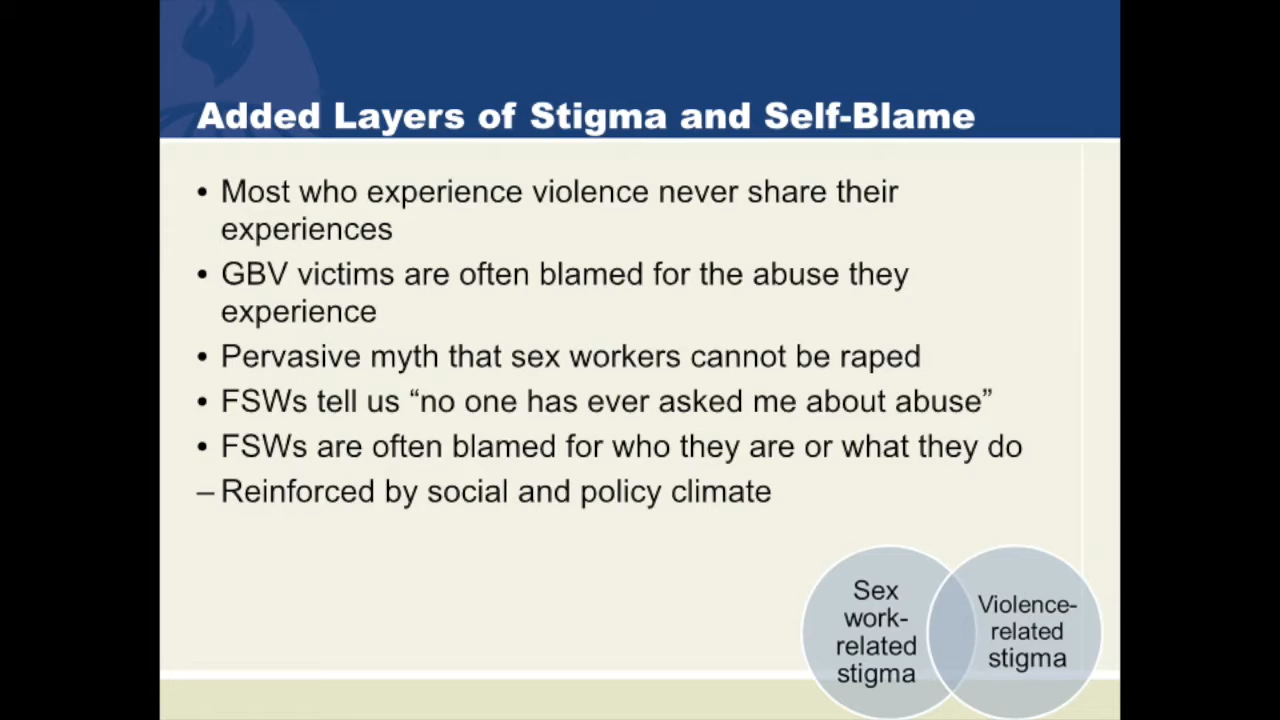 Added Layers of Stigma and Self-Blame
• Most who experience violence never share their
experiences
• GBV victims are often blamed for the abuse they
experience
• Pervasive myth that sex workers cannot be raped
• FSWs tell us “no one has ever asked me about abuse”
• FSWs are often blamed for who they are or what they do
– Reinforced by social and policy climate
Sex
work-
related
stigma
Violence-
related
stigma